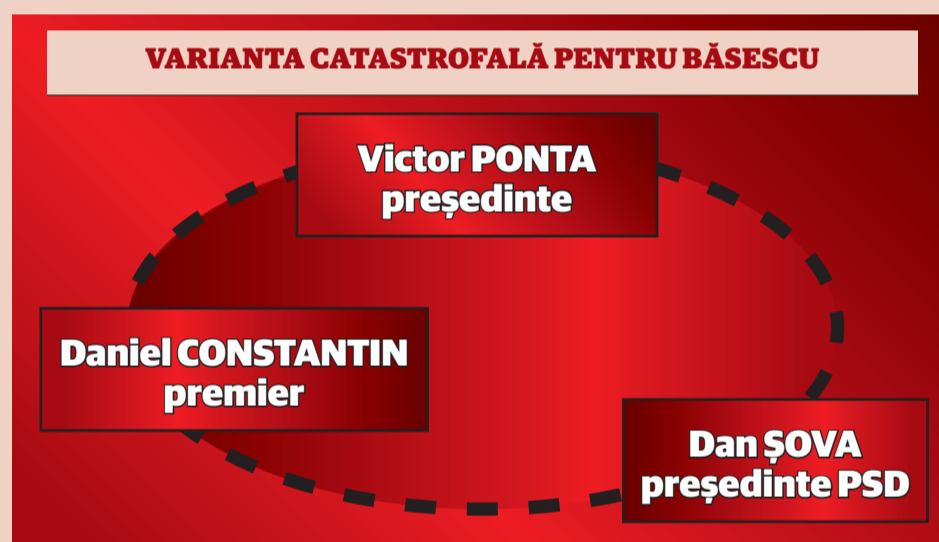 VARIANTA CATASTROFALĂ PENTRU BĂSESCU
Victor PONTA
președinte
Daniel CONSTANTIN
premier
Dan ȘOVA
președinte PSD